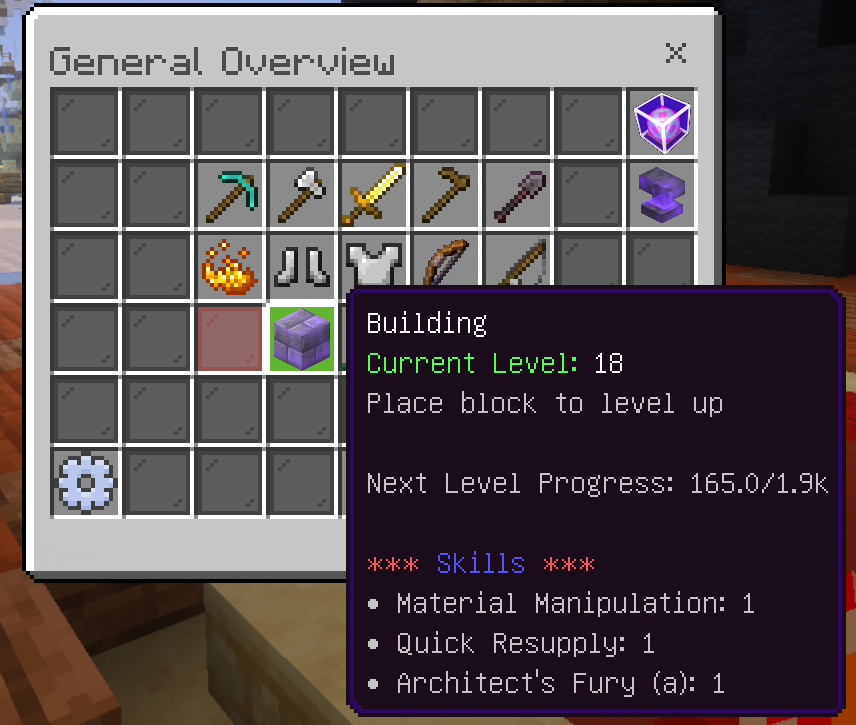 General Overview
Building
Current Level: 18
Place block to level up
Next Level Progress: 165.0/1.9k
*** Skills ***
• Material Manipulation: 1
• Quick Resupply: 1
• Architect's Fury (a): 1